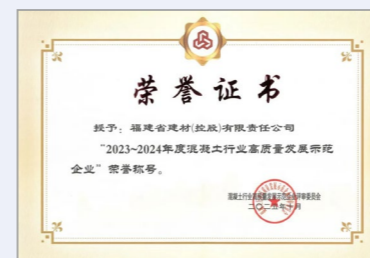 荣誉证书
授予：福建省建材(控股)有限责任公司
“2023~2024年度混凝土行业高质量发展示范
企业”荣誉称号。